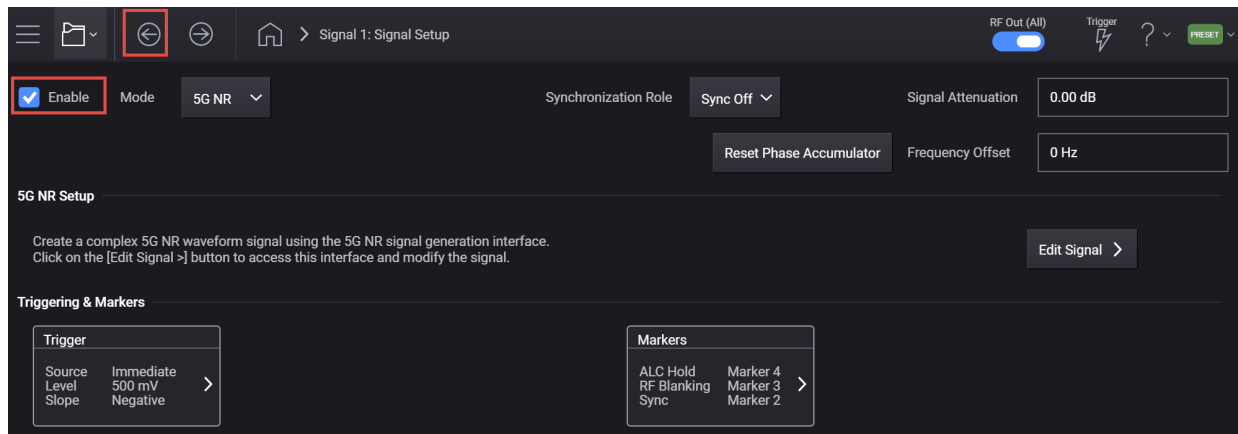 Signal 1: Signal Setup
RF Out (All)
Trigger
?
PRESET
Enable
Mode
5G NR
Synchronization Role
Sync Off
Signal Attenuation
0.00 dB
Reset Phase Accumulator
Frequency Offset
0 Hz
5G NR Setup
Create a complex 5G NR waveform signal using the 5G NR signal generation interface.
Click on the [Edit Signal >] button to access this interface and modify the signal.
Edit Signal
Triggering & Markers
Trigger
Source Immediate
Level 500 mV
Slope Negative
Markers
ALC Hold Marker 4
RF Blanking Marker 3
Sync Marker 2